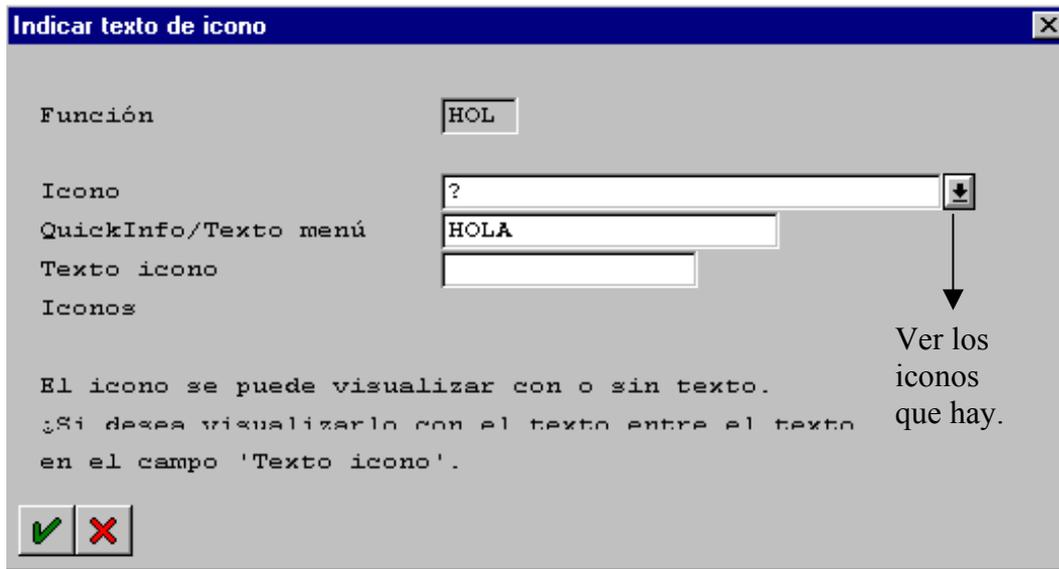 Indicar texto de icono
Función HOL
Icono ?
QuickInfo/Texto menú HOLA
Texto icono
Iconos
Ver los
iconos
que hay.
El icono se puede visualizar con o sin texto.
¿Si desea visualizarlo con el texto entre el texto
en el campo 'Texto icono'.